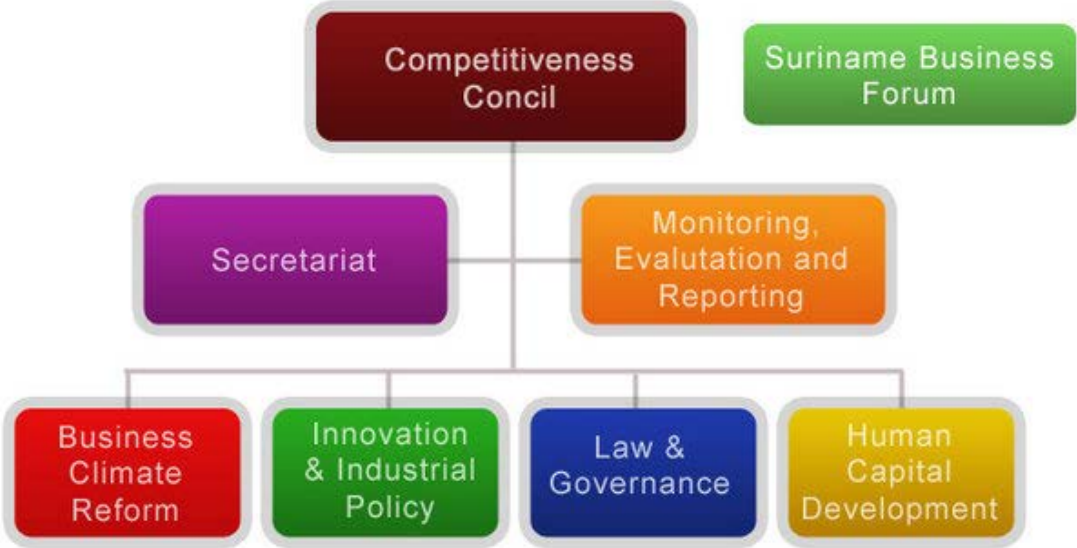 Competitiveness
Concil
Suriname Business
Forum
Secretariat
Monitoring,
Evalutation and
Reporting
Business
Climate
Reform
Innovation
& Industrial
Policy
Law &
Governance
Human
Capital
Development